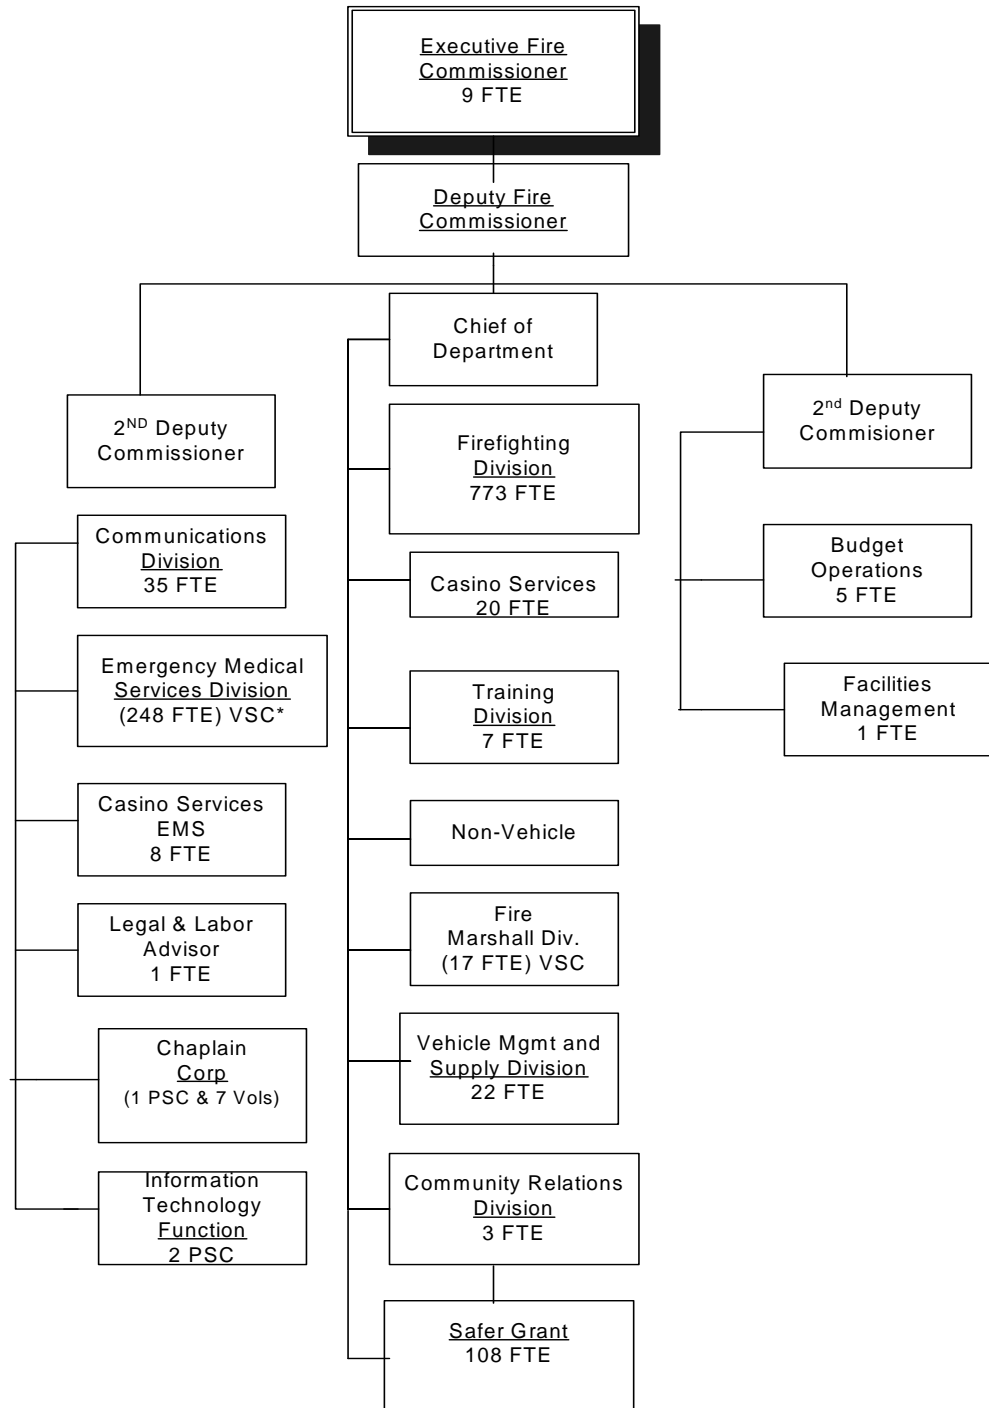 Executive Fire
Commissioner
9 FTE
Deputy Fire
Commissioner
Chief of
Department
2ND Deputy
Commissioner
2nd Deputy
Commisioner
Firefighting
Division
773 FTE
Communications
Division
35 FTE
Budget
Operations
5 FTE
Casino Services
20 FTE
Emergency Medical
Services Division
(248 FTE) VSC*
Training
Division
7 FTE
Facilities
Management
1 FTE
Casino Services
EMS
8 FTE
Non-Vehicle
Legal & Labor
Advisor
1 FTE
Fire
Marshall Div.
(17 FTE) VSC
Chaplain
Corp
(1 PSC & 7 Vols)
Vehicle Mgmt and
Supply Division
22 FTE
Information
Technology
Function
2 PSC
Community Relations
Division
3 FTE
Safer Grant
108 FTE